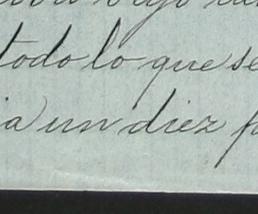 todo lo que se
ia un diez p